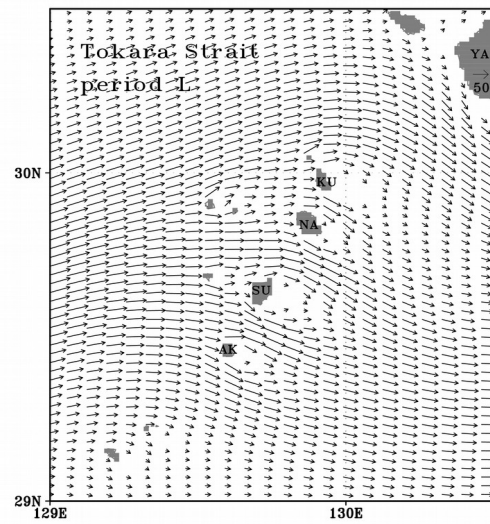 Tokara Strait
YA
period L
50
30N
KU
NA
SU
AK
29N
129E
130E